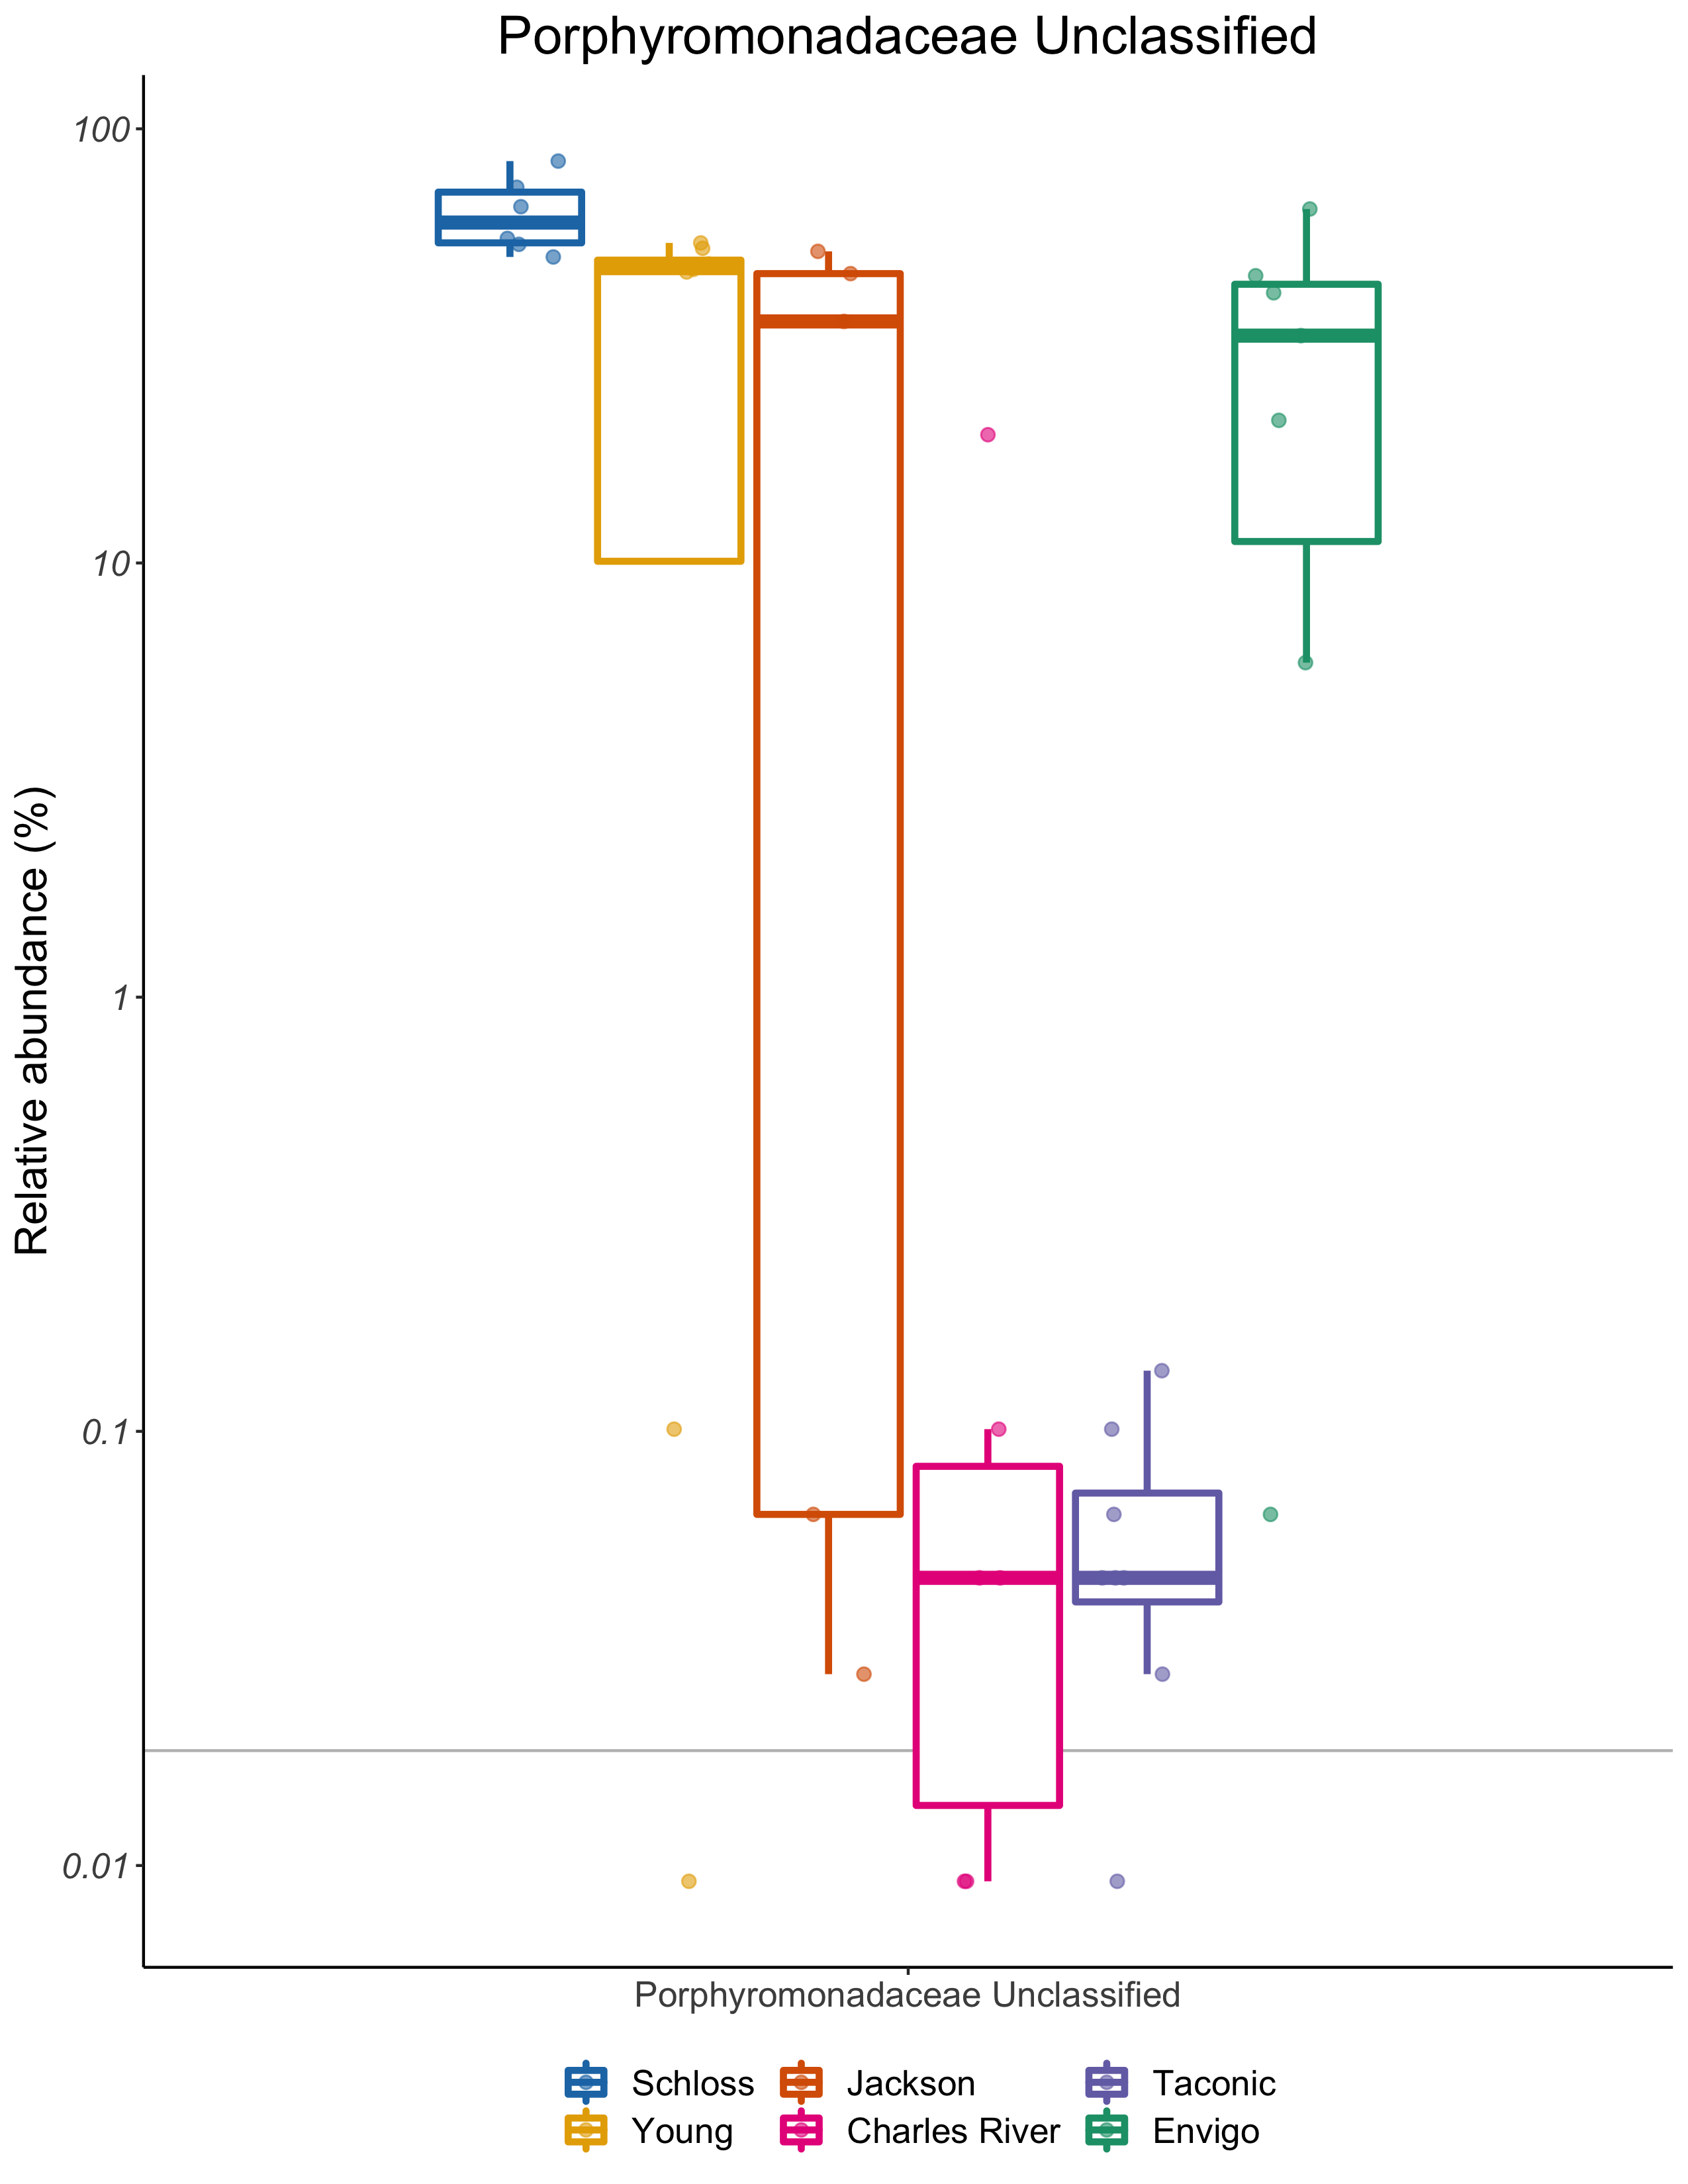 Porphyromonadaceae Unclassified
Relative abundance (%)
100
10
1
0.1
0.01
Porphyromonadaceae Unclassified
Schloss
Jackson
Taconic
Young
Charles River
Envigo